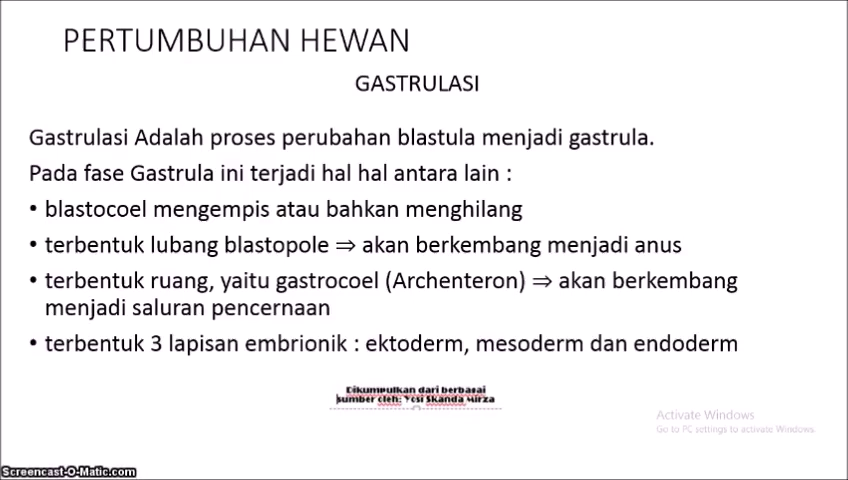 PERTUMBUHAN HEWAN
GASTRULASI
Gastrulasi Adalah proses perubahan blastula menjadi gastrula.
Pada fase Gastrula ini terjadi hal hal antara lain :
• blastocoel mengempis atau bahkan menghilang
• terbentuk lubang blastopole ⇒ akan berkembang menjadi anus
• terbentuk ruang, yaitu gastrocoel (Archenteron) ⇒ akan berkembang
menjadi saluran pencernaan
• terbentuk 3 lapisan embrionik : ektoderm, mesoderm dan endoderm
Dikumpulkan dari berbagai
sumber oleh: Yosi Skanda Mirza
Activate Windows
Go to PC settings to activate Windows.
Screencast-O-Matic.com